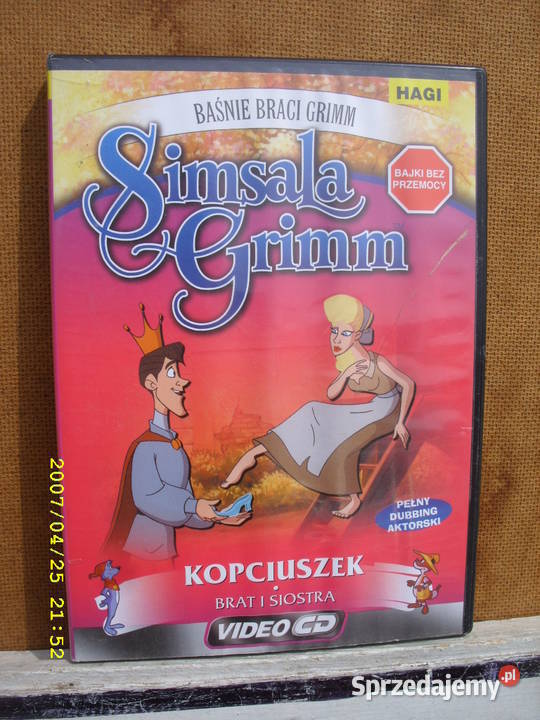 HAGI
BAŚNIE BRACI GRIMM
Simsala
Grimm
BAJKI BEZ
PRZEMOCY
PEŁNY
DUBBING
AKTORSKI
KOPCIUSZEK
BRAT I SIOSTRA
VIDEO CD
2007/04/25 21:52
Sprzedajemy.pl